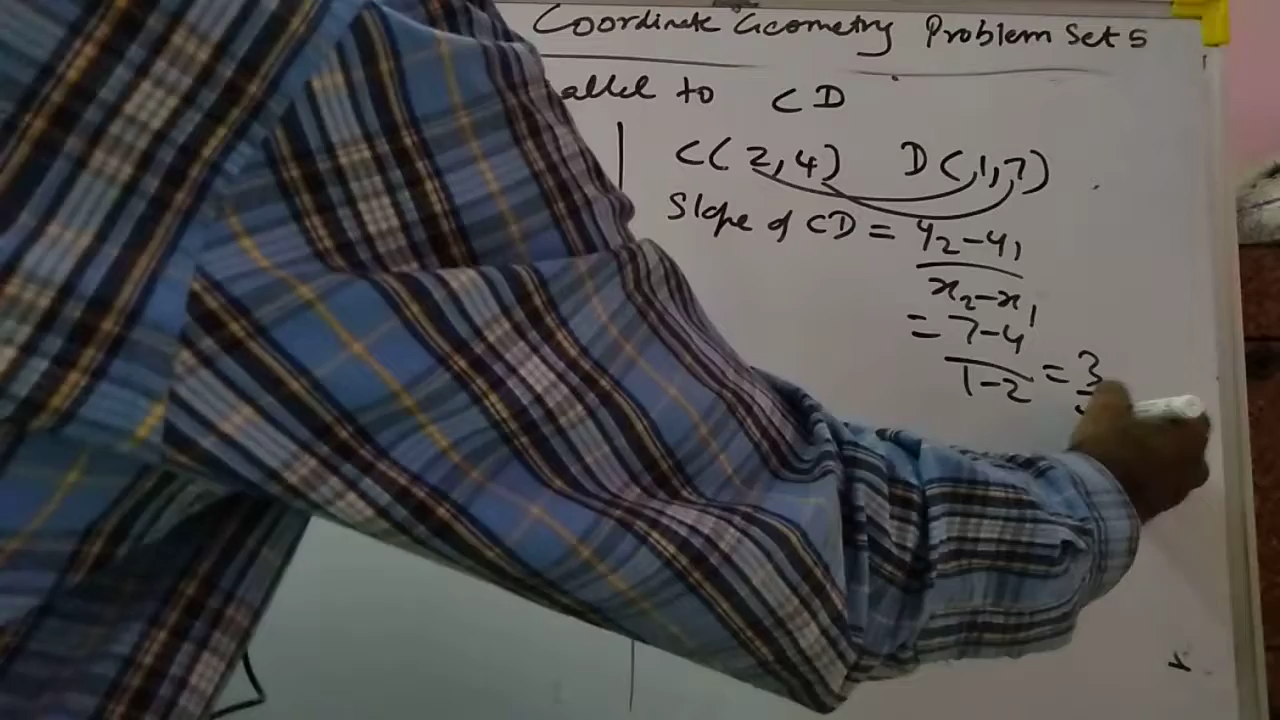 Coordinate Geometry Problem Set 5
allel to CD
C(2,4) D(1,7)
Slope of CD = y2-y1
x2-x1
= 7-4
1-2 = 3